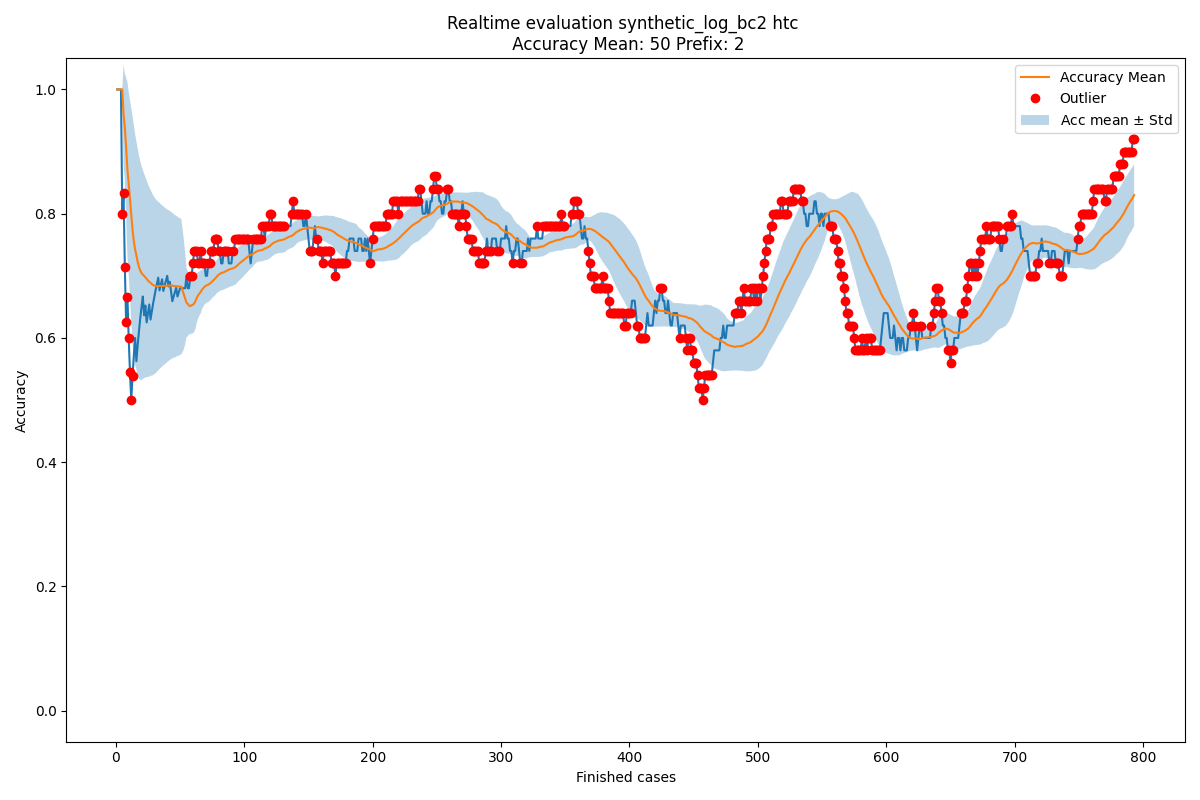 Realtime evaluation synthetic_log_bc2 htc
Accuracy Mean: 50 Prefix: 2
Accuracy Mean
Outlier
Acc mean ± Std
1.0
0.8
0.6
0.4
0.2
0.0
Accuracy
0 100 200 300 400 500 600 700 800
Finished cases